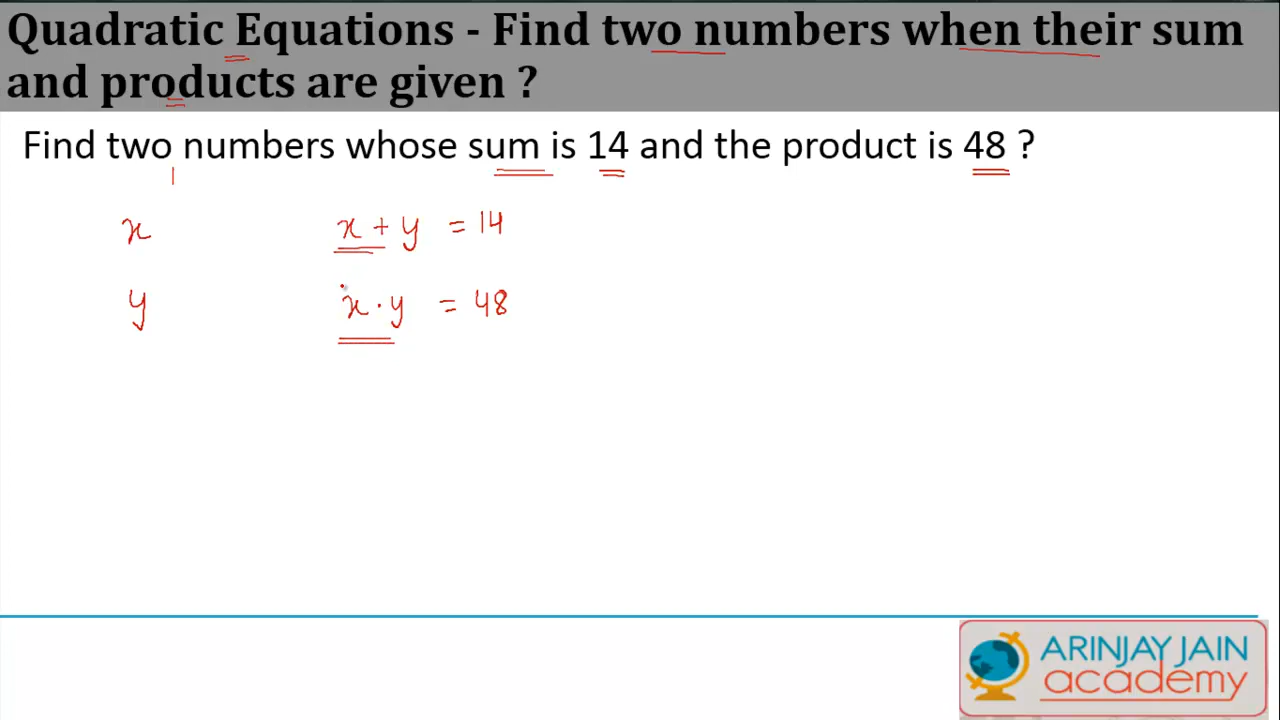 Quadratic Equations - Find two numbers when their sum
and products are given ?
Find two numbers whose sum is 14 and the product is 48 ?
x x + y = 14
y x · y = 48
ARINJAY JAIN
academy